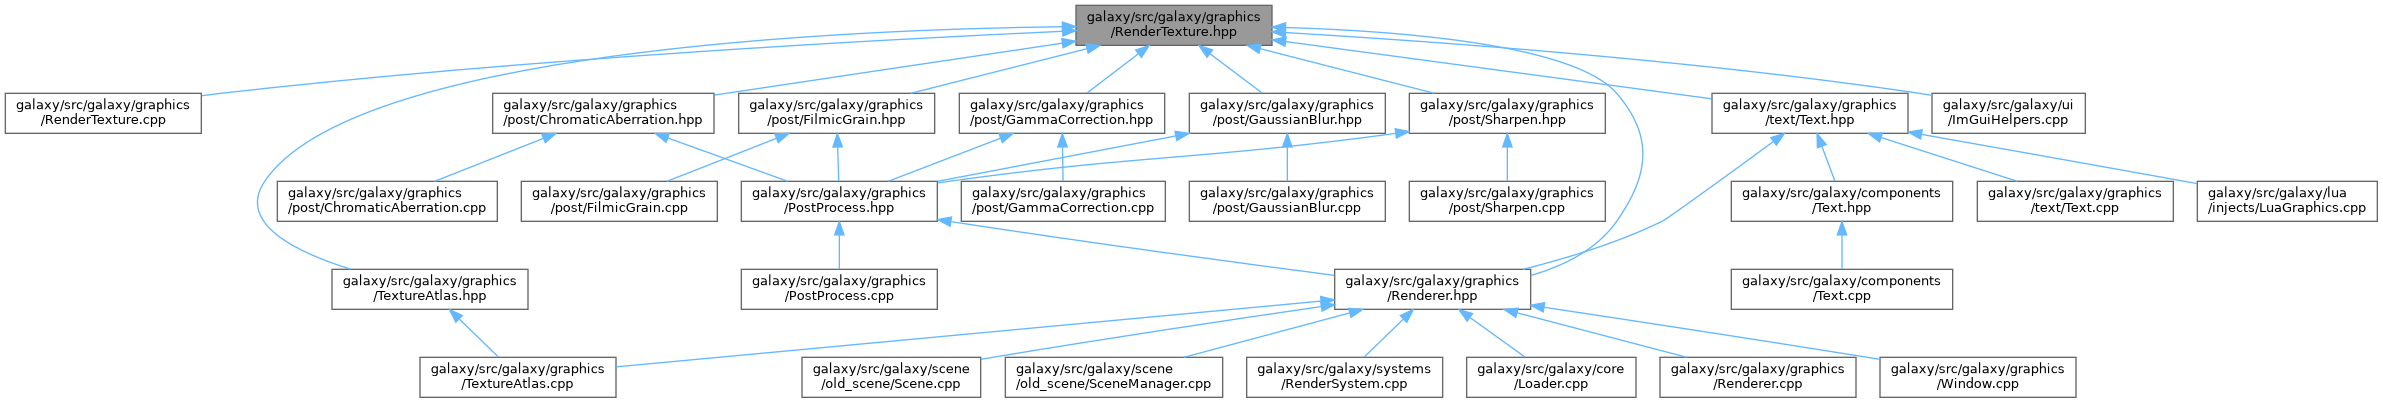 galaxy/src/galaxy/graphics
/RenderTexture.hpp
galaxy/src/galaxy/graphics
/RenderTexture.cpp
galaxy/src/galaxy/graphics
/post/ChromaticAberration.hpp
galaxy/src/galaxy/graphics
/post/FilmicGrain.hpp
galaxy/src/galaxy/graphics
/post/GammaCorrection.hpp
galaxy/src/galaxy/graphics
/post/GaussianBlur.hpp
galaxy/src/galaxy/graphics
/post/Sharpen.hpp
galaxy/src/galaxy/graphics
/text/Text.hpp
galaxy/src/galaxy/ui
/ImGuiHelpers.cpp
galaxy/src/galaxy/graphics
/post/ChromaticAberration.cpp
galaxy/src/galaxy/graphics
/post/FilmicGrain.cpp
galaxy/src/galaxy/graphics
/PostProcess.hpp
galaxy/src/galaxy/graphics
/post/GammaCorrection.cpp
galaxy/src/galaxy/graphics
/post/GaussianBlur.cpp
galaxy/src/galaxy/graphics
/post/Sharpen.cpp
galaxy/src/galaxy/components
/Text.hpp
galaxy/src/galaxy/graphics
/text/Text.cpp
galaxy/src/galaxy/lua
/injects/LuaGraphics.cpp
galaxy/src/galaxy/graphics
/TextureAtlas.hpp
galaxy/src/galaxy/graphics
/PostProcess.cpp
galaxy/src/galaxy/graphics
/Renderer.hpp
galaxy/src/galaxy/components
/Text.cpp
galaxy/src/galaxy/graphics
/TextureAtlas.cpp
galaxy/src/galaxy/scene
/old_scene/Scene.cpp
galaxy/src/galaxy/scene
/old_scene/SceneManager.cpp
galaxy/src/galaxy/systems
/RenderSystem.cpp
galaxy/src/galaxy/core
/Loader.cpp
galaxy/src/galaxy/graphics
/Renderer.cpp
galaxy/src/galaxy/graphics
/Window.cpp